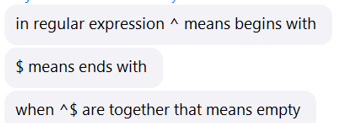 in regular expression ^ means begins with
$ means ends with
when ^$ are together that means empty